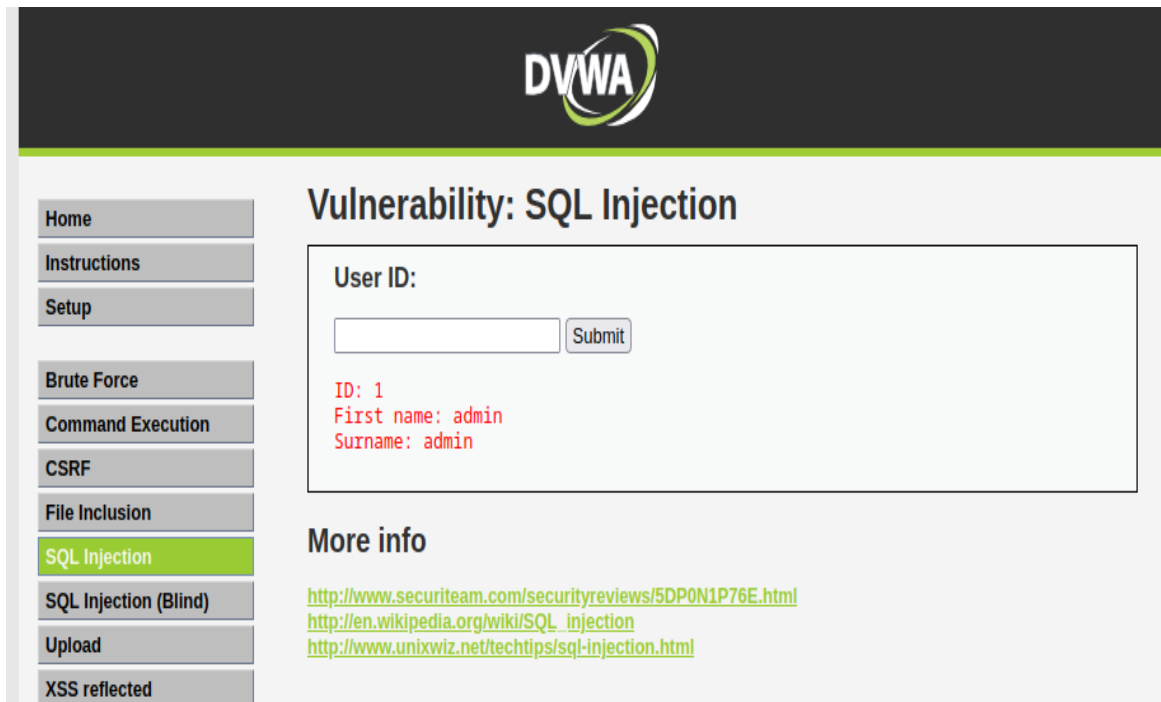 DVWA
Home
Instructions
Setup
Brute Force
Command Execution
CSRF
File Inclusion
SQL Injection
SQL Injection (Blind)
Upload
XSS reflected
Vulnerability: SQL Injection
User ID:
Submit
ID: 1
First name: admin
Surname: admin
More info
http://www.securiteam.com/securityreviews/5DP0N1P76E.html
http://en.wikipedia.org/wiki/SQL_injection
http://www.unixwiz.net/techtips/sql-injection.html